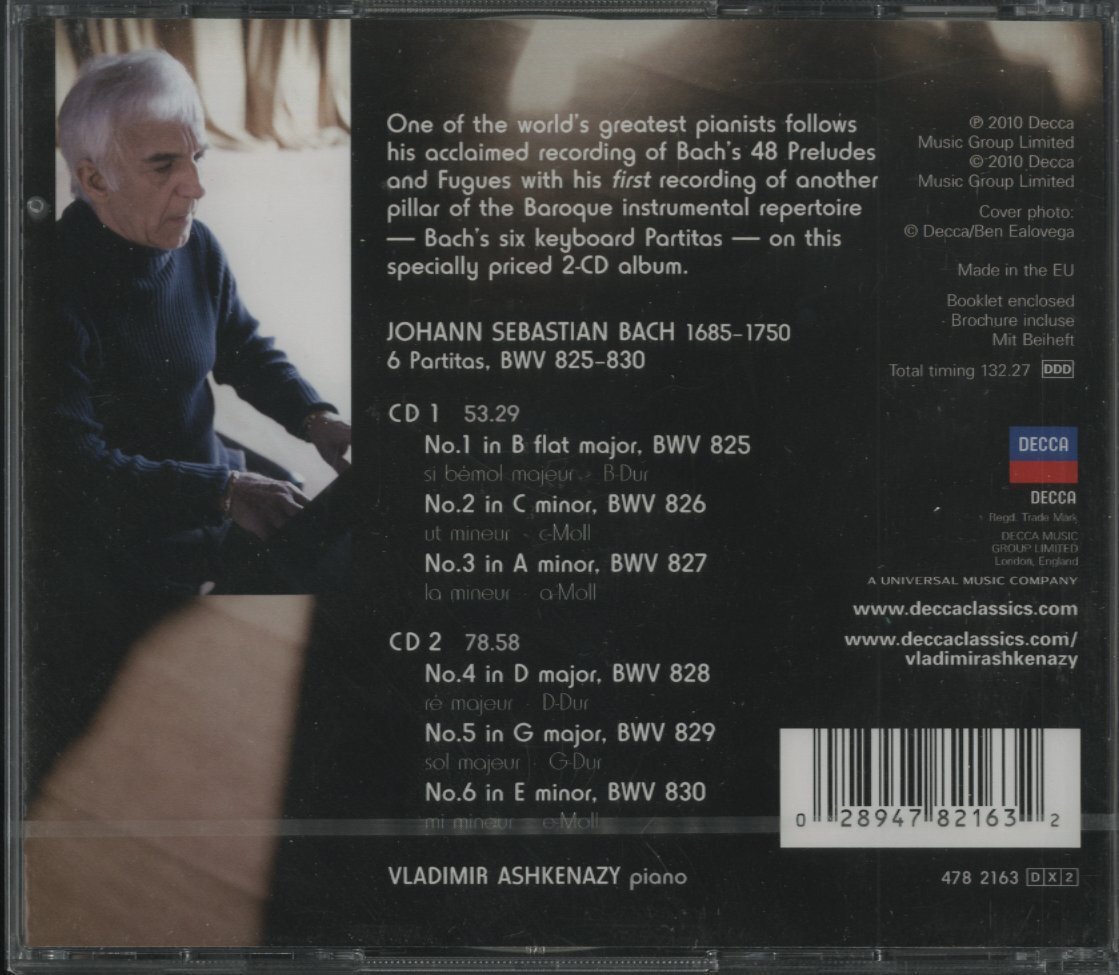 One of the world's greatest pianists follows
his acclaimed recording of Bach's 48 Preludes
and Fugues with his first recording of another
pillar of the Baroque instrumental repertoire
— Bach's six keyboard Partitas — on this
specially priced 2-CD album.
JOHANN SEBASTIAN BACH 1685–1750
6 Partitas, BWV 825–830
CD 1 53.29
No.1 in B flat major, BWV 825
si bémol majeur · B-Dur
No.2 in C minor, BWV 826
ut mineur · c-Moll
No.3 in A minor, BWV 827
la mineur · a-Moll
CD 2 78.58
No.4 in D major, BWV 828
ré majeur · D-Dur
No.5 in G major, BWV 829
sol majeur · G-Dur
No.6 in E minor, BWV 830
mi mineur · e-Moll
VLADIMIR ASHKENAZY piano
℗ 2010 Decca
Music Group Limited
© 2010 Decca
Music Group Limited
Cover photo:
© Decca/Ben Ealovega
Made in the EU
Booklet enclosed
Brochure incluse
Mit Beiheft
Total timing 132.27 DDD
DECCA
DECCA
Regd. Trade Mark
DECCA MUSIC
GROUP LIMITED
London, England
A UNIVERSAL MUSIC COMPANY
www.deccaclassics.com
www.deccaclassics.com/
vladimirashkenazy
0 28947 82163 2
478 2163 DX2